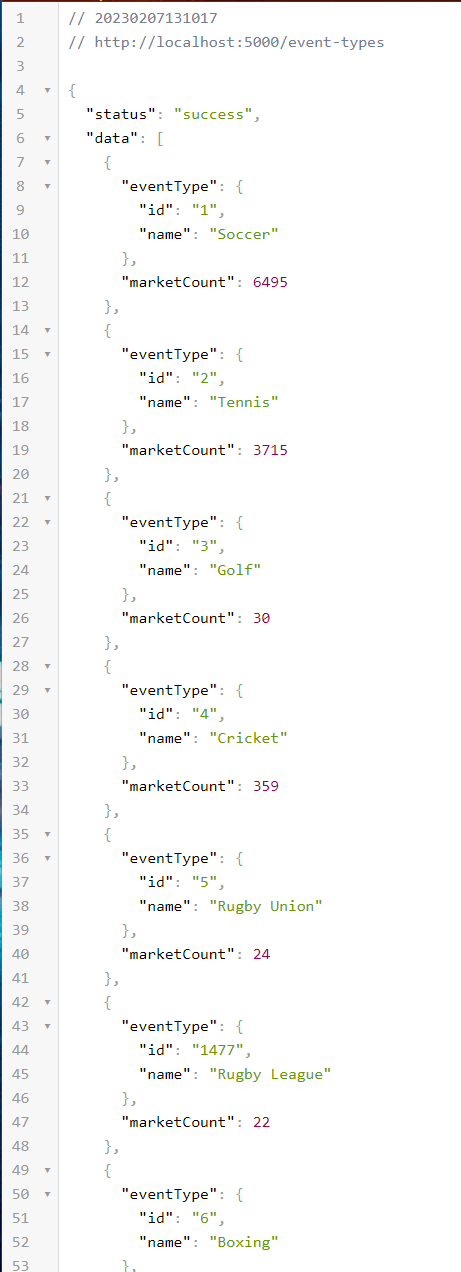 1 // 20230207131017
2 // http://localhost:5000/event-types
3
4 {
5 "status": "success",
6 "data": [
7 {
8 "eventType": {
9 "id": "1",
10 "name": "Soccer"
11 },
12 "marketCount": 6495
13 },
14 {
15 "eventType": {
16 "id": "2",
17 "name": "Tennis"
18 },
19 "marketCount": 3715
20 },
21 {
22 "eventType": {
23 "id": "3",
24 "name": "Golf"
25 },
26 "marketCount": 30
27 },
28 {
29 "eventType": {
30 "id": "4",
31 "name": "Cricket"
32 },
33 "marketCount": 359
34 },
35 {
36 "eventType": {
37 "id": "5",
38 "name": "Rugby Union"
39 },
40 "marketCount": 24
41 },
42 {
43 "eventType": {
44 "id": "1477",
45 "name": "Rugby League"
46 },
47 "marketCount": 22
48 },
49 {
50 "eventType": {
51 "id": "6",
52 "name": "Boxing"
53 },